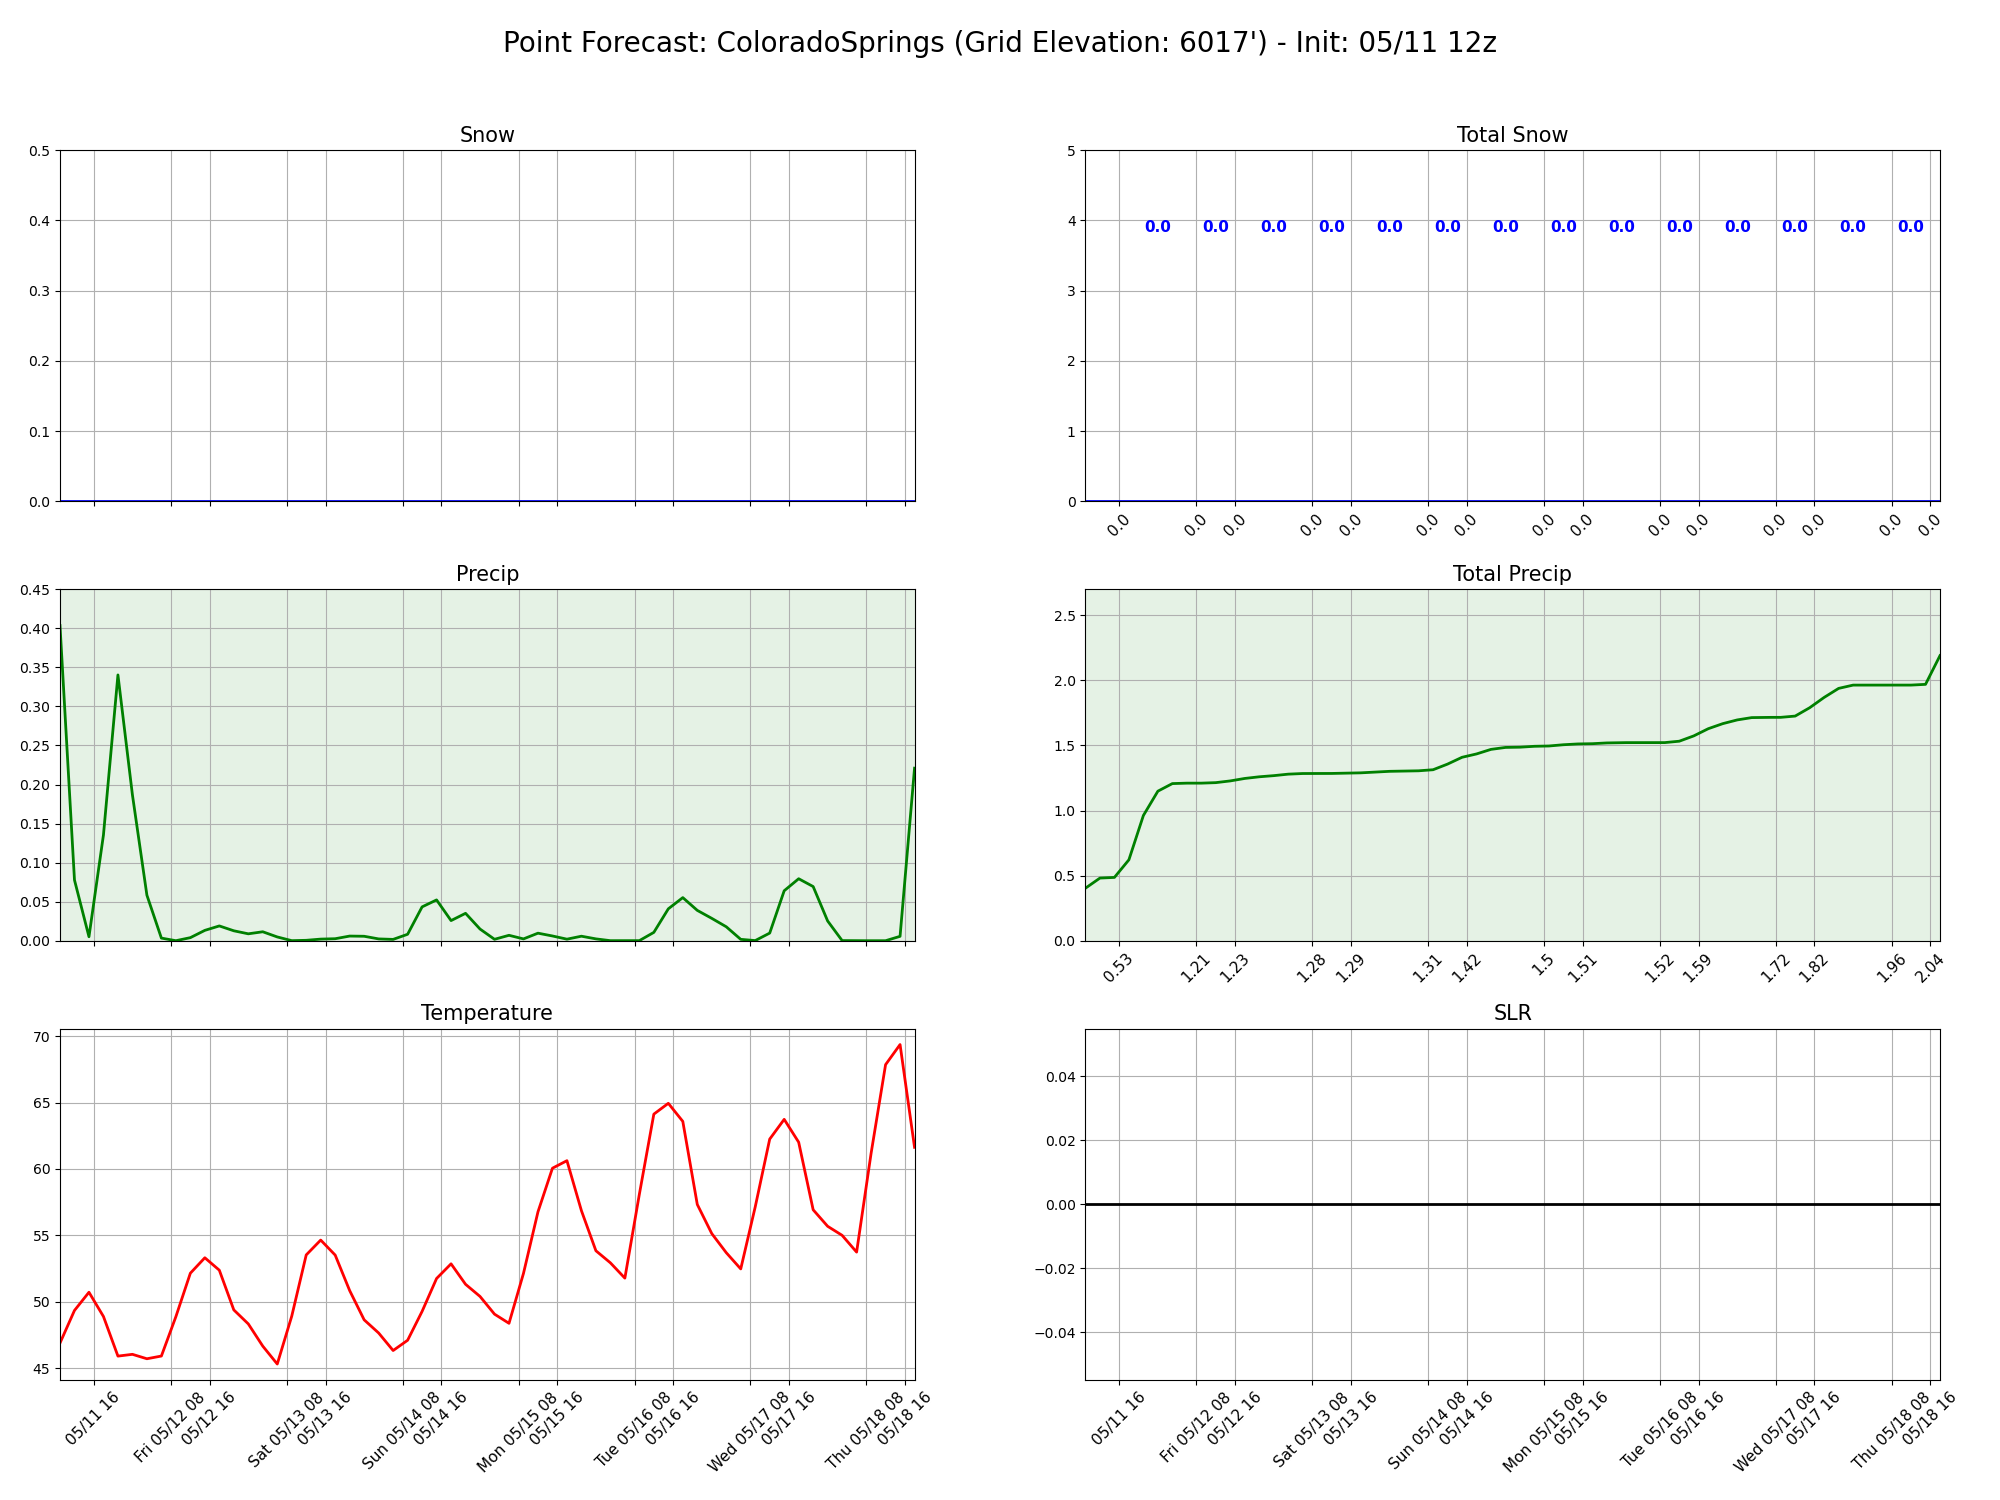 Point Forecast: ColoradoSprings (Grid Elevation: 6017') - Init: 05/11 12z
Snow
0.5
0.4
0.3
0.2
0.1
0.0
Total Snow
5
4
3
2
1
0
0.0 0.0 0.0 0.0 0.0 0.0 0.0 0.0 0.0 0.0 0.0 0.0 0.0 0.0
0.0 0.0 0.0 0.0 0.0 0.0 0.0 0.0 0.0 0.0 0.0 0.0 0.0 0.0 0.0
Precip
0.45
0.40
0.35
0.30
0.25
0.20
0.15
0.10
0.05
0.00
Total Precip
2.5
2.0
1.5
1.0
0.5
0.0
0.53 1.21 1.23 1.28 1.29 1.31 1.42 1.5 1.51 1.52 1.59 1.72 1.82 1.96 2.04
Temperature
70
65
60
55
50
45
05/11 16
Fri 05/12 08
05/12 16
Sat 05/13 08
05/13 16
Sun 05/14 08
05/14 16
Mon 05/15 08
05/15 16
Tue 05/16 08
05/16 16
Wed 05/17 08
05/17 16
Thu 05/18 08
05/18 16
SLR
0.04
0.02
0.00
−0.02
−0.04
05/11 16
Fri 05/12 08
05/12 16
Sat 05/13 08
05/13 16
Sun 05/14 08
05/14 16
Mon 05/15 08
05/15 16
Tue 05/16 08
05/16 16
Wed 05/17 08
05/17 16
Thu 05/18 08
05/18 16